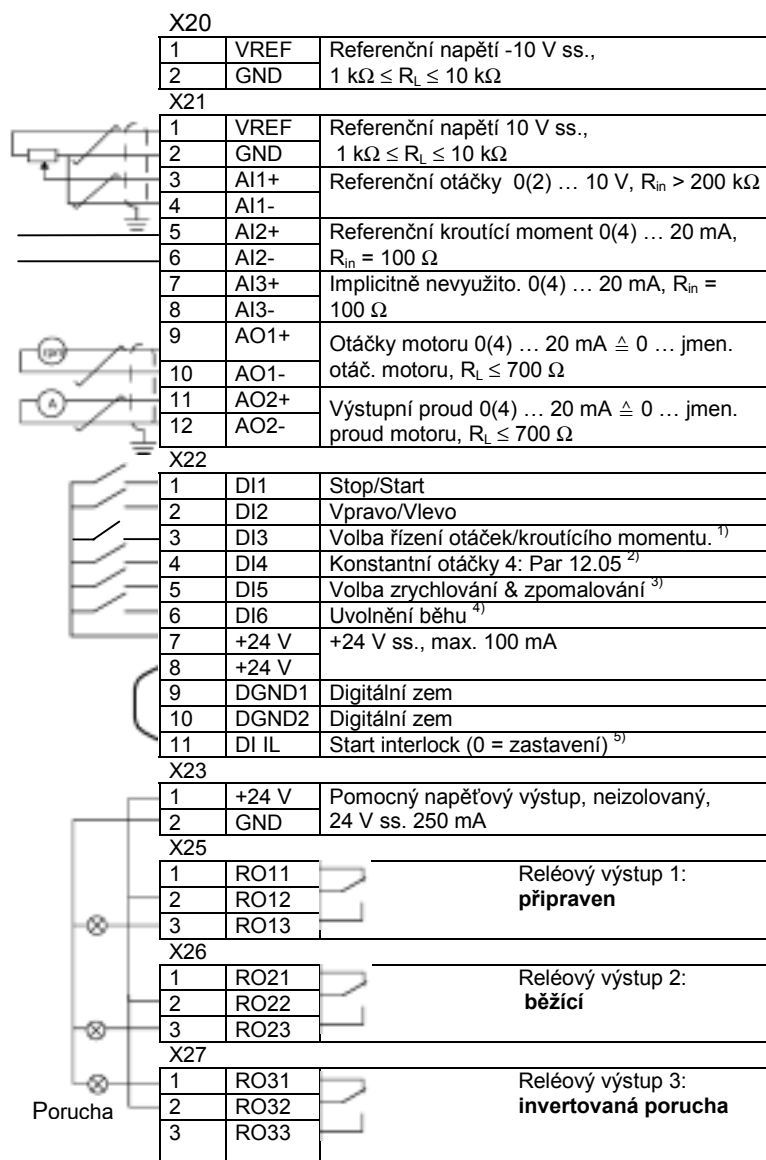 X20
1 VREF Referenční napětí -10 V ss.,
2 GND 1 kΩ ≤ RL ≤ 10 kΩ
X21
1 VREF Referenční napětí 10 V ss.,
2 GND 1 kΩ ≤ RL ≤ 10 kΩ
3 AI1+ Referenční otáčky 0(2) … 10 V, Rin > 200 kΩ
4 AI1-
5 AI2+ Referenční kroutící moment 0(4) … 20 mA,
6 AI2- Rin = 100 Ω
7 AI3+ Implicitně nevyužito. 0(4) … 20 mA, Rin =
8 AI3- 100 Ω
rpm
9 AO1+ Otáčky motoru 0(4) … 20 mA ≙ 0 … jmen.
10 AO1- otáč. motoru, RL ≤ 700 Ω
A
11 AO2+ Výstupní proud 0(4) … 20 mA ≙ 0 … jmen.
12 AO2- proud motoru, RL ≤ 700 Ω
X22
1 DI1 Stop/Start
2 DI2 Vpravo/Vlevo
3 DI3 Volba řízení otáček/kroutícího momentu. 1)
4 DI4 Konstantní otáčky 4: Par 12.05 2)
5 DI5 Volba zrychlování & zpomalování 3)
6 DI6 Uvolnění běhu 4)
7 +24 V +24 V ss., max. 100 mA
8 +24 V
9 DGND1 Digitální zem
10 DGND2 Digitální zem
11 DI IL Start interlock (0 = zastavení) 5)
X23
1 +24 V Pomocný napěťový výstup, neizolovaný,
2 GND 24 V ss. 250 mA
X25
1 RO11 Reléový výstup 1:
2 RO12 připraven
3 RO13
X26
1 RO21 Reléový výstup 2:
2 RO22 běžící
3 RO23
X27
1 RO31 Reléový výstup 3:
Porucha
2 RO32 invertovaná porucha
3 RO33